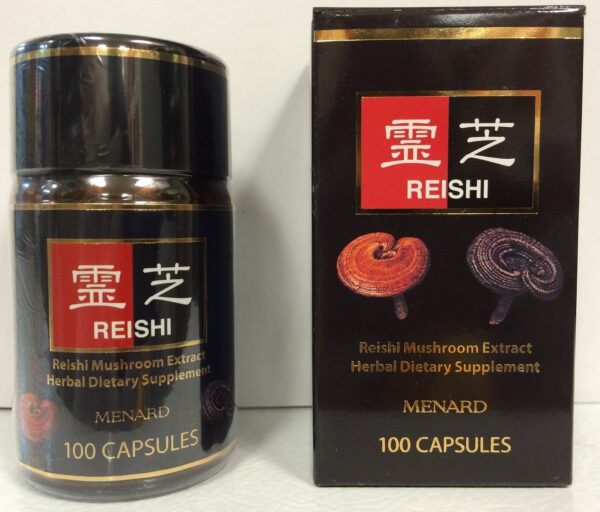 霊芝
REISHI
Reishi Mushroom Extract
Herbal Dietary Supplement
MENARD
100 CAPSULES
霊芝
REISHI
Reishi Mushroom Extract
Herbal Dietary Supplement
MENARD
100 CAPSULES